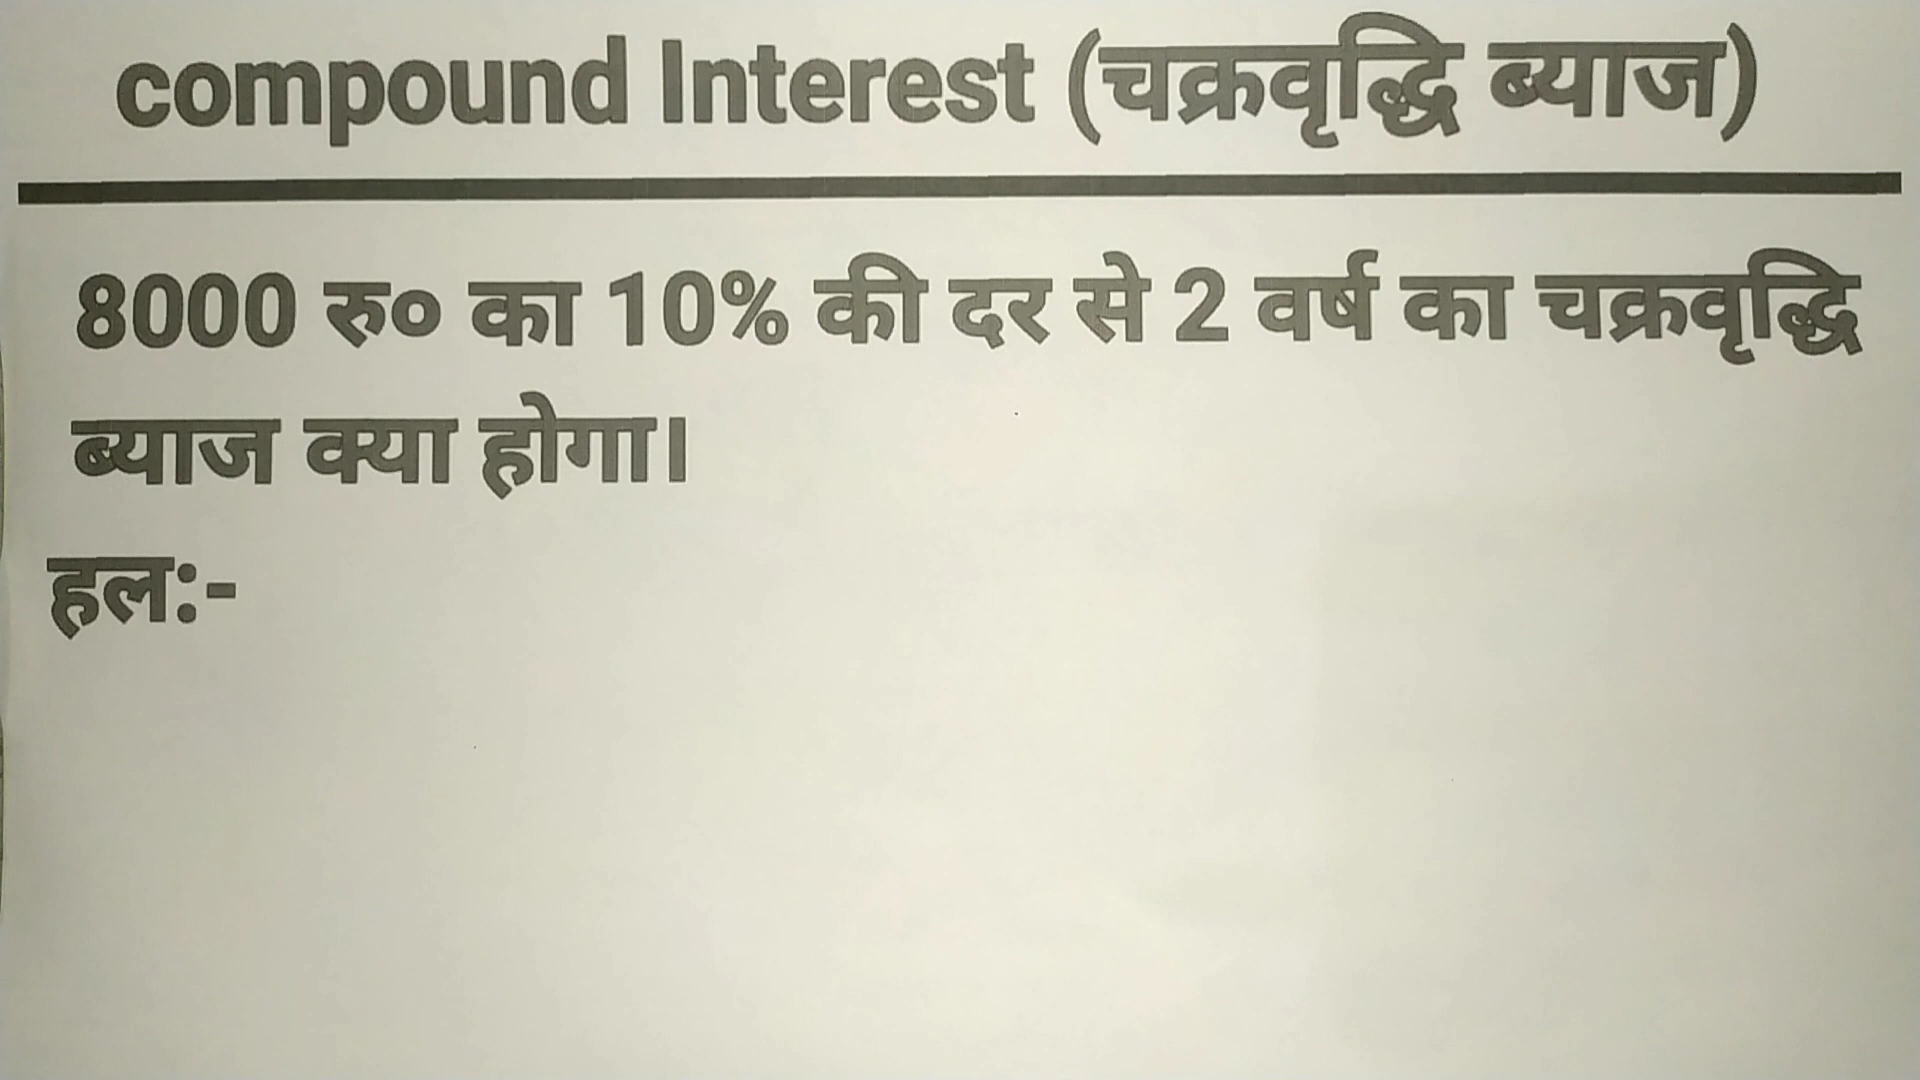 compound Interest (चक्रवृद्धि ब्याज)
8000 रु० का 10% की दर से 2 वर्ष का चक्रवृद्धि
ब्याज क्या होगा।
हल:-